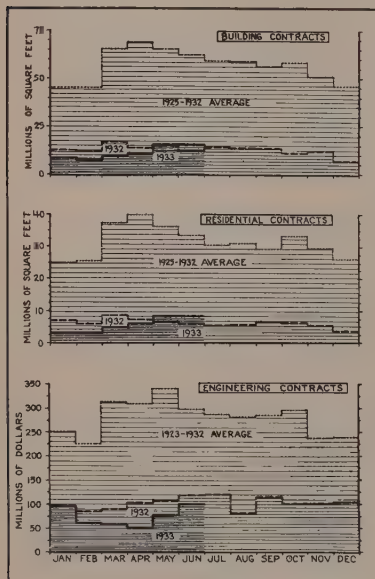 BUILDING CONTRACTS
MILLIONS OF SQUARE FEET
50
25
0
1925-1932 AVERAGE
1932
1933
RESIDENTIAL CONTRACTS
MILLIONS OF SQUARE FEET
40
30
20
10
0
1925-1932 AVERAGE
1932
1933
ENGINEERING CONTRACTS
MILLIONS OF DOLLARS
350
300
250
200
150
100
50
0
1923-1932 AVERAGE
1932
1933
JAN FEB MAR APR MAY JUN JUL AUG SEP OCT NOV DEC